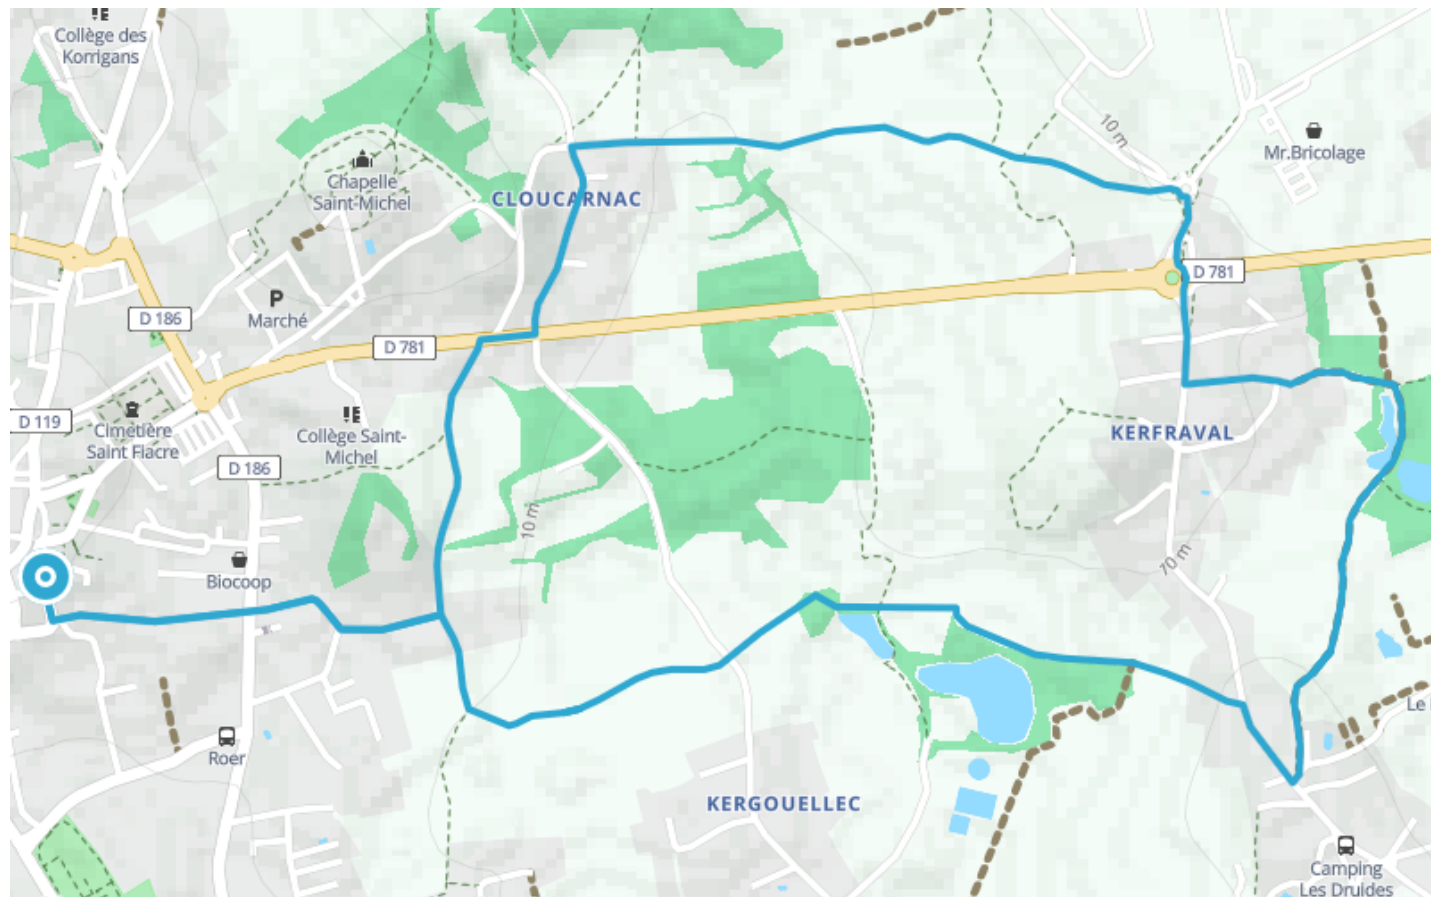 Collège des
Korrigans
10 m
Mr.Bricolage
Chapelle
Saint-Michel
CLOUCARNAC
D 781
P
Marché
D 186
D 781
D 119
Cimetière
Saint Fiacre
Collège Saint-
Michel
KERFRAVAL
D 186
10 m
70 m
Biocoop
Le
Roer
KERGOUELLEC
Camping
Les Druides